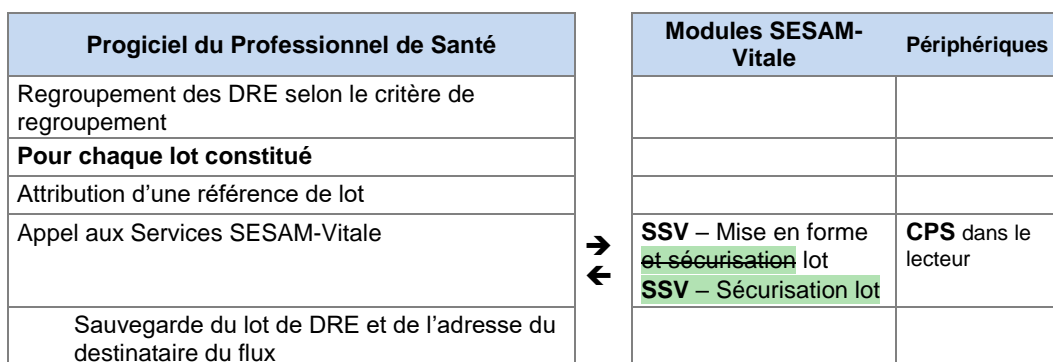 Progiciel du Professionnel de Santé
Modules SESAM-
Vitale
Périphériques
Regroupement des DRE selon le critère de
regroupement
Pour chaque lot constitué
Attribution d'une référence de lot
Appel aux Services SESAM-Vitale
➔
SSV – Mise en forme
et sécurisation lot
SSV – Sécurisation lot
CPS dans le
lecteur
Sauvegarde du lot de DRE et de l'adresse du
destinataire du flux